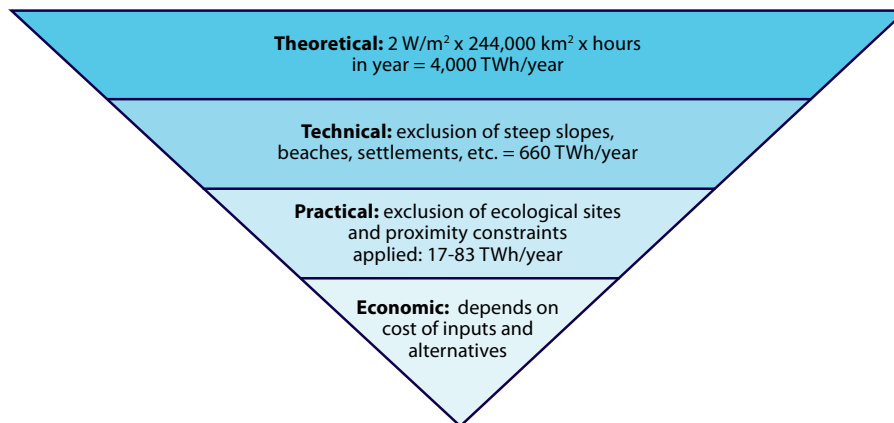 Theoretical: 2 W/m² x 244,000 km² x hours
in year = 4,000 TWh/year
Technical: exclusion of steep slopes,
beaches, settlements, etc. = 660 TWh/year
Practical: exclusion of ecological sites
and proximity constraints
applied: 17-83 TWh/year
Economic: depends on
cost of inputs and
alternatives